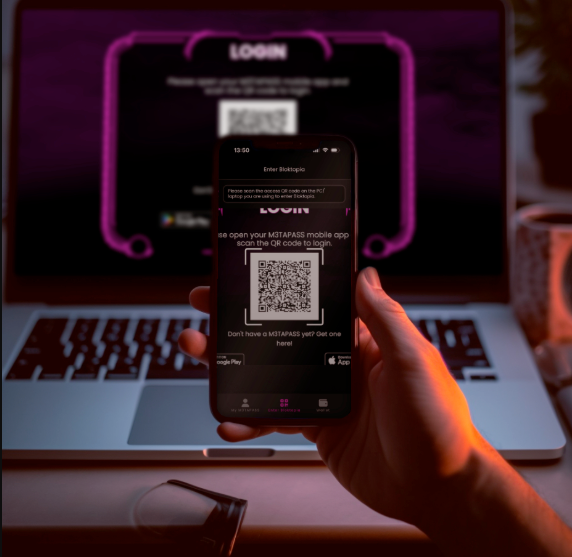 LOGIN
Please open your M3TAPASS mobile app and
scan the QR code to login.
13:50
Enter Bloktopia
Please scan the access QR code on the PC/
laptop you are using to enter Bloktopia.
LOGIN
se open your M3TAPASS mobile app
scan the QR code to login.
Don't have a M3TAPASS yet? Get one
here!
oogle Play
App